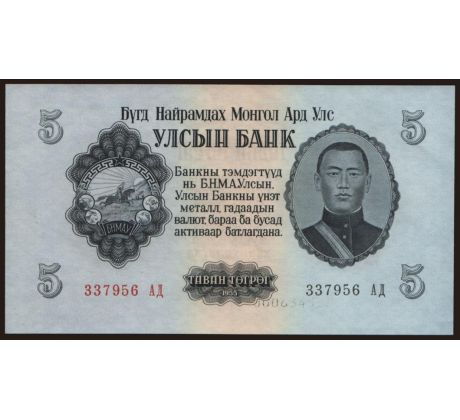 Бүгд Найрамдах Монгол Ард Улс
5 УЛСЫН БАНК 5
Банкны тэмдэгтүүд
нь Б.Н.М.А.Улсын,
Улсын Банкны үнэт
металл, гадаадын
валют, бараа ба бусад
активаар батлагдана.
БНМАУ
5 5
337956 АД ТАВАН ТӨГРӨГ 337956 АД
1955